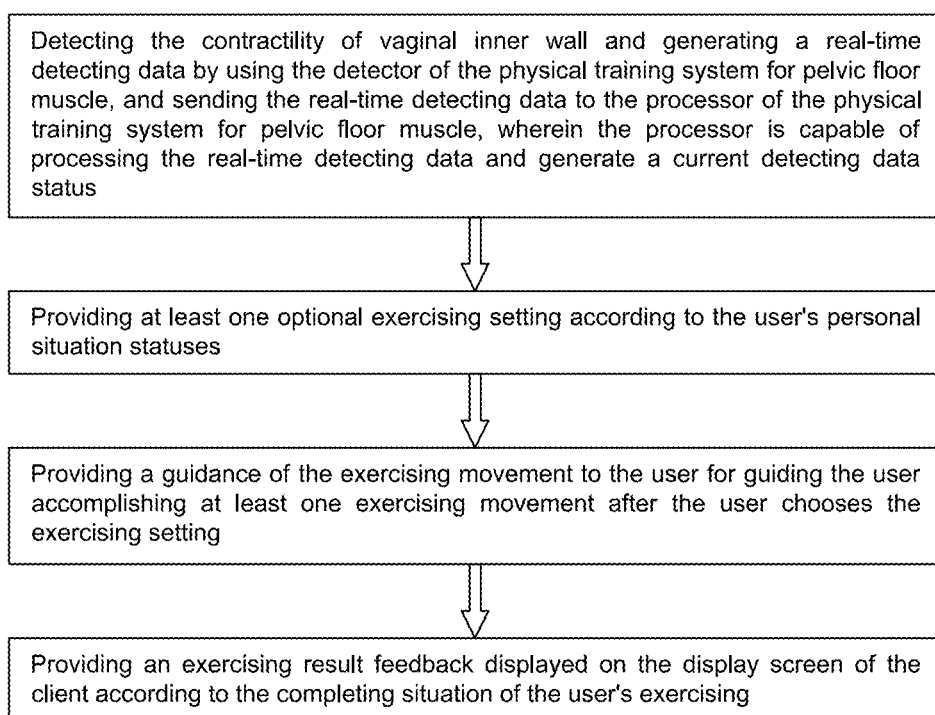 Detecting the contractility of vaginal inner wall and generating a real-time
detecting data by using the detector of the physical training system for pelvic floor
muscle, and sending the real-time detecting data to the processor of the physical
training system for pelvic floor muscle, wherein the processor is capable of
processing the real-time detecting data and generate a current detecting data
status
Providing at least one optional exercising setting according to the user's personal
situation statuses
Providing a guidance of the exercising movement to the user for guiding the user
accomplishing at least one exercising movement after the user chooses the
exercising setting
Providing an exercising result feedback displayed on the display screen of the
client according to the completing situation of the user's exercising